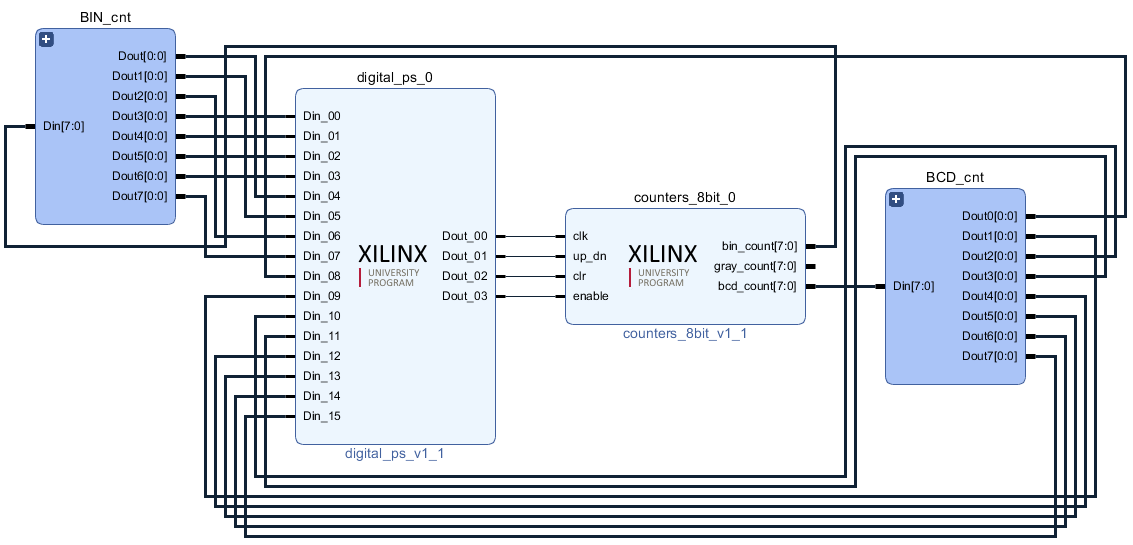 BIN_cnt
Dout[0:0]
Dout1[0:0]
Dout2[0:0]
Dout3[0:0]
Dout4[0:0]
Dout5[0:0]
Dout6[0:0]
Dout7[0:0]
Din[7:0]
digital_ps_0
Din_00
Din_01
Din_02
Din_03
Din_04
Din_05
Din_06
Din_07
Din_08
Din_09
Din_10
Din_11
Din_12
Din_13
Din_14
Din_15
XILINX
UNIVERSITY
PROGRAM
Dout_00
Dout_01
Dout_02
Dout_03
digital_ps_v1_1
counters_8bit_0
clk
up_dn
clr
enable
XILINX
UNIVERSITY
PROGRAM
bin_count[7:0]
gray_count[7:0]
bcd_count[7:0]
counters_8bit_v1_1
BCD_cnt
Din[7:0]
Dout0[0:0]
Dout1[0:0]
Dout2[0:0]
Dout3[0:0]
Dout4[0:0]
Dout5[0:0]
Dout6[0:0]
Dout7[0:0]